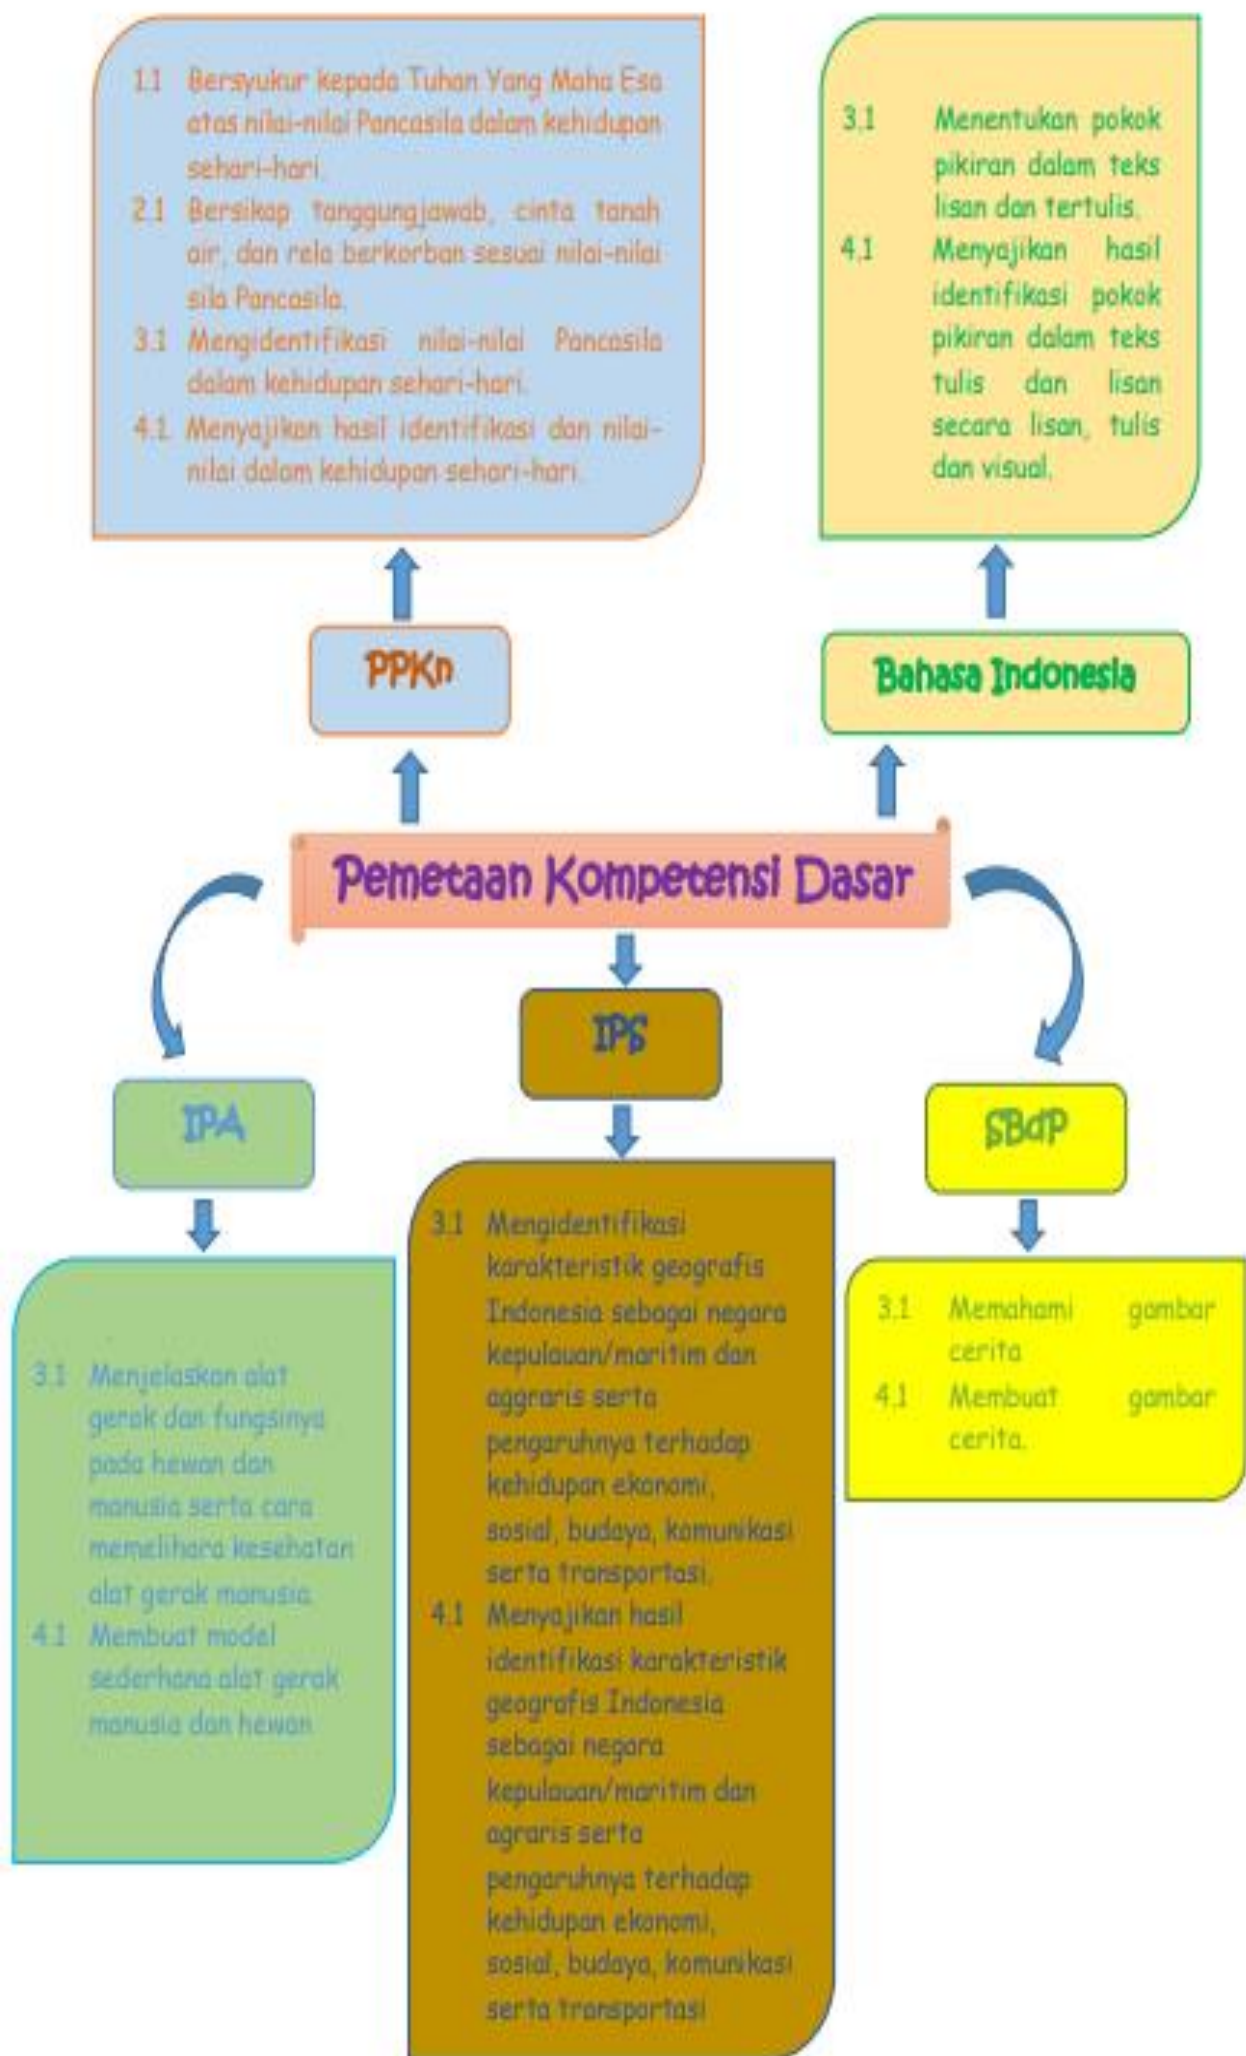 1.1 Bersyukur kepada Tuhan Yang Maha Esa
atas nilai-nilai Pancasila dalam kehidupan
sehari-hari.
2.1 Bersikap tanggungjawab, cinta tanah
air, dan rela berkorban sesuai nilai-nilai
sila Pancasila.
3.1 Mengidentifikasi nilai-nilai Pancasila
dalam kehidupan sehari-hari.
4.1. Menyajikan hasil identifikasi dan nilai-
nilai dalam kehidupan sehari-hari.
3.1 Menentukan pokok
pikiran dalam teks
lisan dan tertulis.
4.1 Menyajikan hasil
identifikasi pokok
pikiran dalam teks
tulis dan lisan
secara lisan, tulis
dan visual.
PPKn
Bahasa Indonesia
Pemetaan Kompetensi Dasar
IPA
IPS
SBdP
3.1 Menjelaskan alat
gerak dan fungsinya
pada hewan dan
manusia serta cara
memelihara kesehatan
alat gerak manusia
4.1 Membuat model
sederhana alat gerak
manusia dan hewan
3.1 Mengidentifikasi
karakteristik geografis
Indonesia sebagai negara
kepulauan/maritim dan
aggraris serta
pengaruhnya terhadap
kehidupan ekonomi,
sosial, budaya, komunikasi
serta transportasi.
4.1 Menyajikan hasil
identifikasi karakteristik
geografis Indonesia
sebagai negara
kepulauan/maritim dan
agraris serta
pengaruhnya terhadap
kehidupan ekonomi,
sosial, budaya, komunikasi
serta transportasi
3.1 Memahami gambar
cerita
4.1 Membuat gambar
cerita.